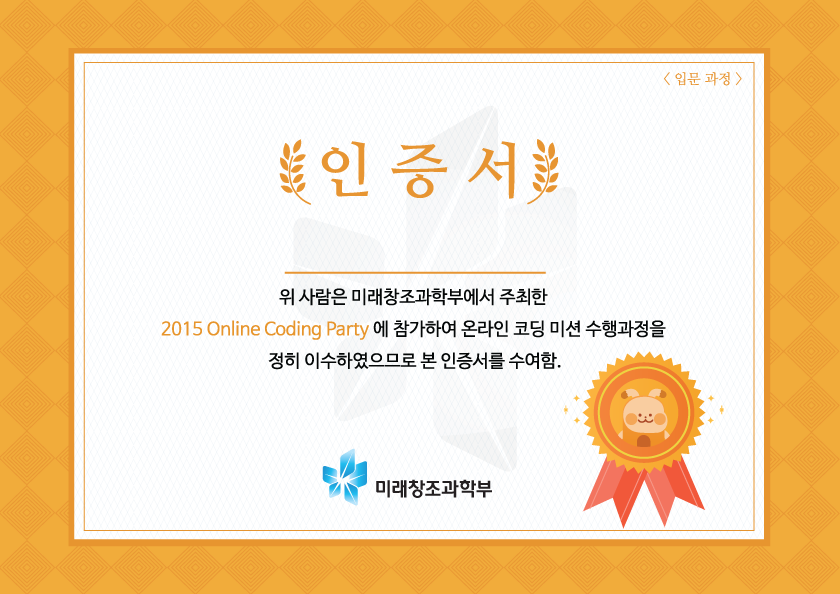 〈 입문 과정 〉
인증서
위 사람은 미래창조과학부에서 주최한
2015 Online Coding Party 에 참가하여 온라인 코딩 미션 수행과정을
정히 이수하였으므로 본 인증서를 수여함.
미래창조과학부